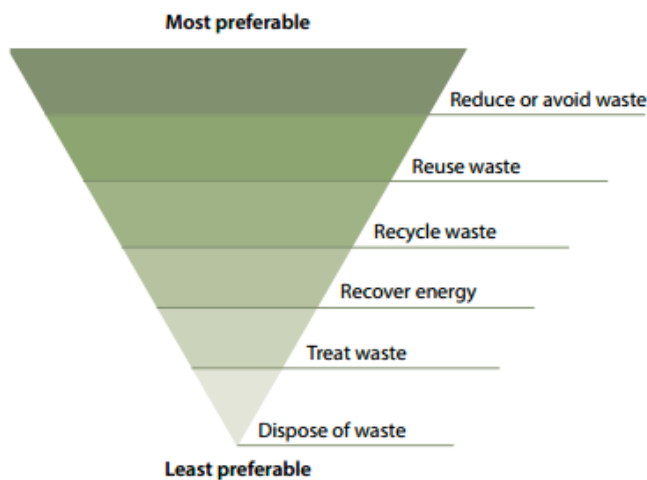 Most preferable
Reduce or avoid waste
Reuse waste
Recycle waste
Recover energy
Treat waste
Dispose of waste
Least preferable